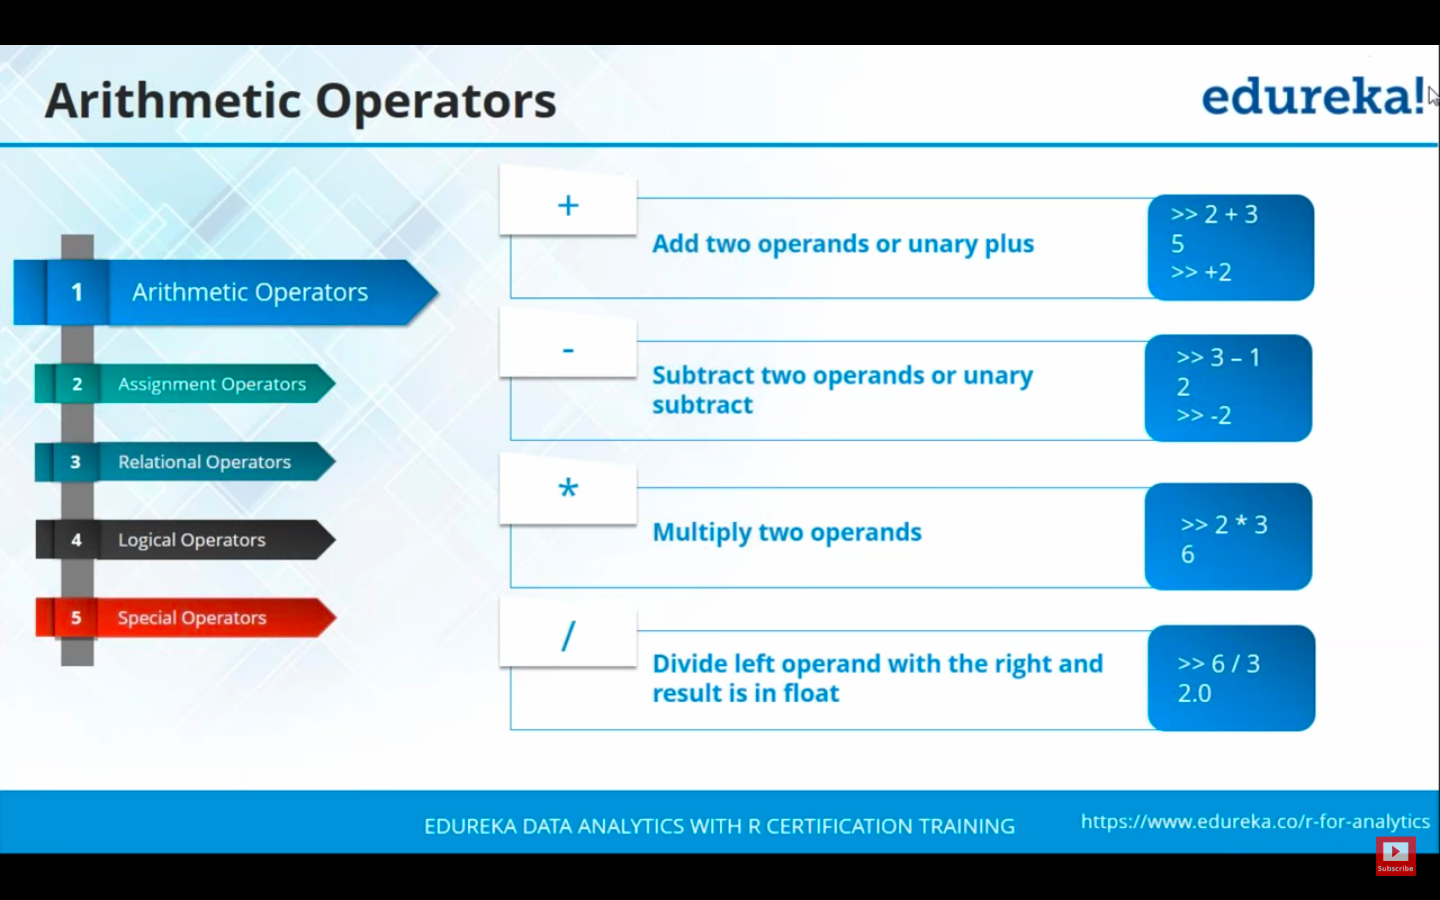 Arithmetic Operators
edureka!
1 Arithmetic Operators
2 Assignment Operators
3 Relational Operators
4 Logical Operators
5 Special Operators
+
Add two operands or unary plus
>> 2 + 3
5
>> +2
-
Subtract two operands or unary
subtract
>> 3 – 1
2
>> -2
*
Multiply two operands
>> 2 * 3
6
/
Divide left operand with the right and
result is in float
>> 6 / 3
2.0
EDUREKA DATA ANALYTICS WITH R CERTIFICATION TRAINING
https://www.edureka.co/r-for-analytics
Subscribe